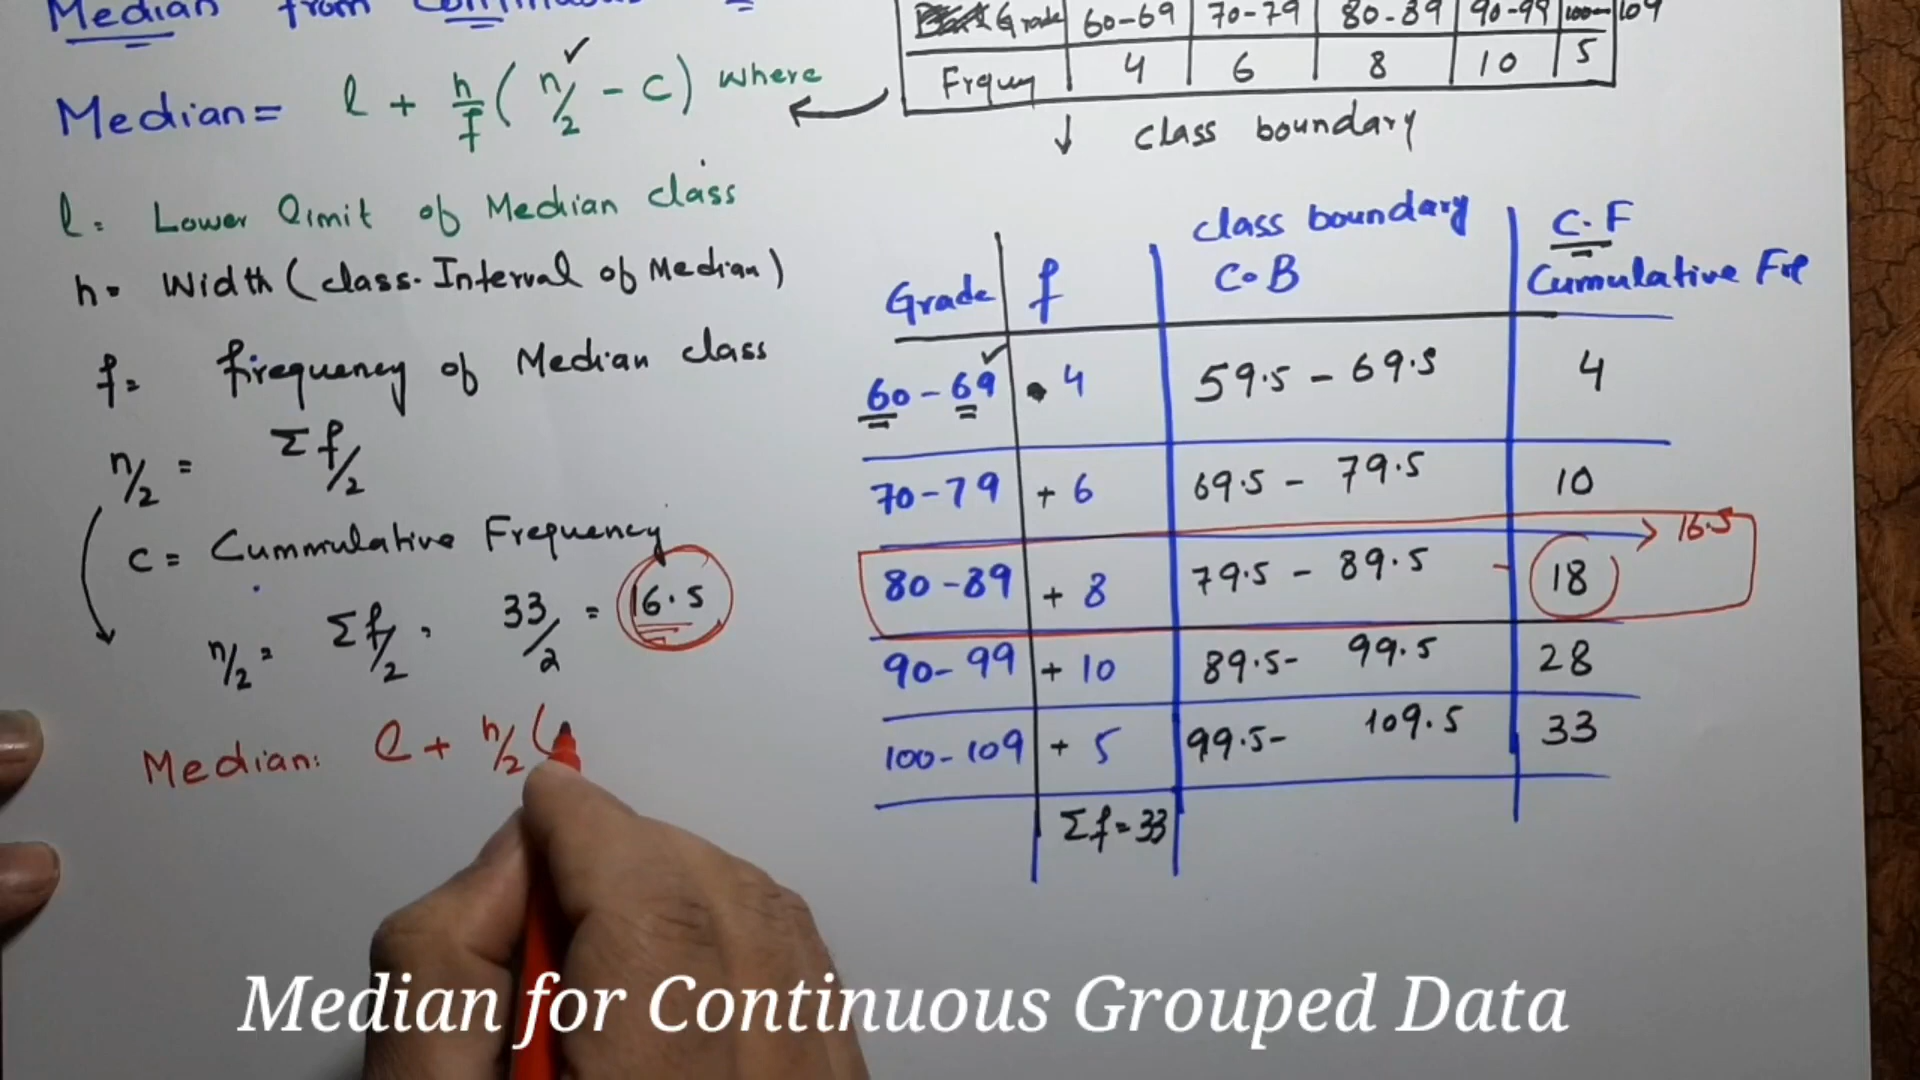 Median from Continuous
Median= l + h/f ( n/2 - C) where
l = Lower limit of Median class
h = Width (class-Interval of Median)
f = firequency of Median class
n/2 = Σf/2
C = Cummulative Frequency
n/2 = Σf/2, 33/2 = 16.5
Median: l + h/2 (
Grade 60-69 70-79 80-89 90-99 100-109
Frquy 4 6 8 10 5
↓ class boundary
Grade f class boundary C.B C.F Cumulative Fre
60-69 4 59.5 - 69.5 4
70-79 + 6 69.5 - 79.5 10
80-89 + 8 79.5 - 89.5 - 18 → 16.5
90-99 + 10 89.5- 99.5 28
100-109 + 5 99.5- 109.5 33
Σf=33
Median for Continuous Grouped Data